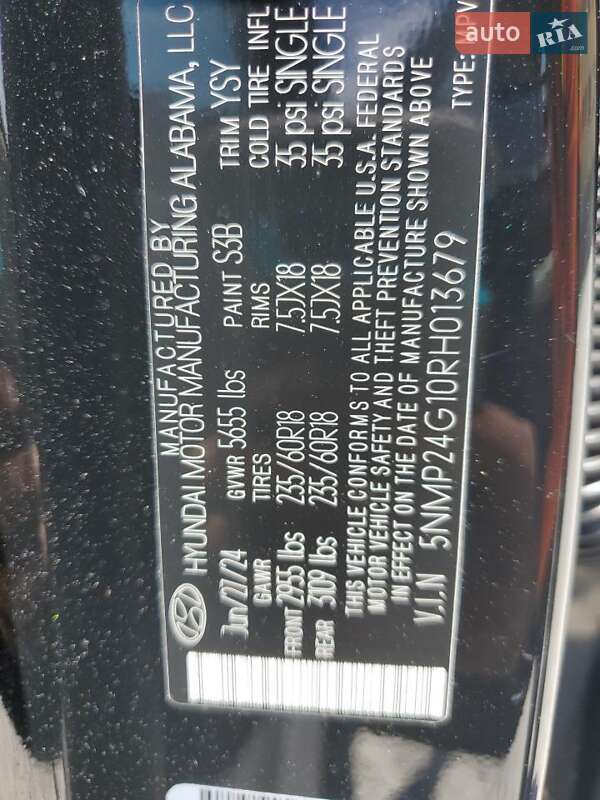 MANUFACTURED BY
HYUNDAI MOTOR MANUFACTURING ALABAMA, LLC
Jun/27/24 GVWR 5655 lbs PAINT S3B TRIM YSY
GAWR TIRES RIMS COLD TIRE INFL
FRONT 2955 lbs 235/60R18 7.5JX18 35 psi SINGLE
REAR 3109 lbs 235/60R18 7.5JX18 35 psi SINGLE
THIS VEHICLE CONFORMS TO ALL APPLICABLE U.S.A. FEDERAL
MOTOR VEHICLE SAFETY AND THEFT PREVENTION STANDARDS
IN EFFECT ON THE DATE OF MANUFACTURE SHOWN ABOVE
V.I.N 5NMP24G10RH013679 TYPE: MPV
auto RIA .com